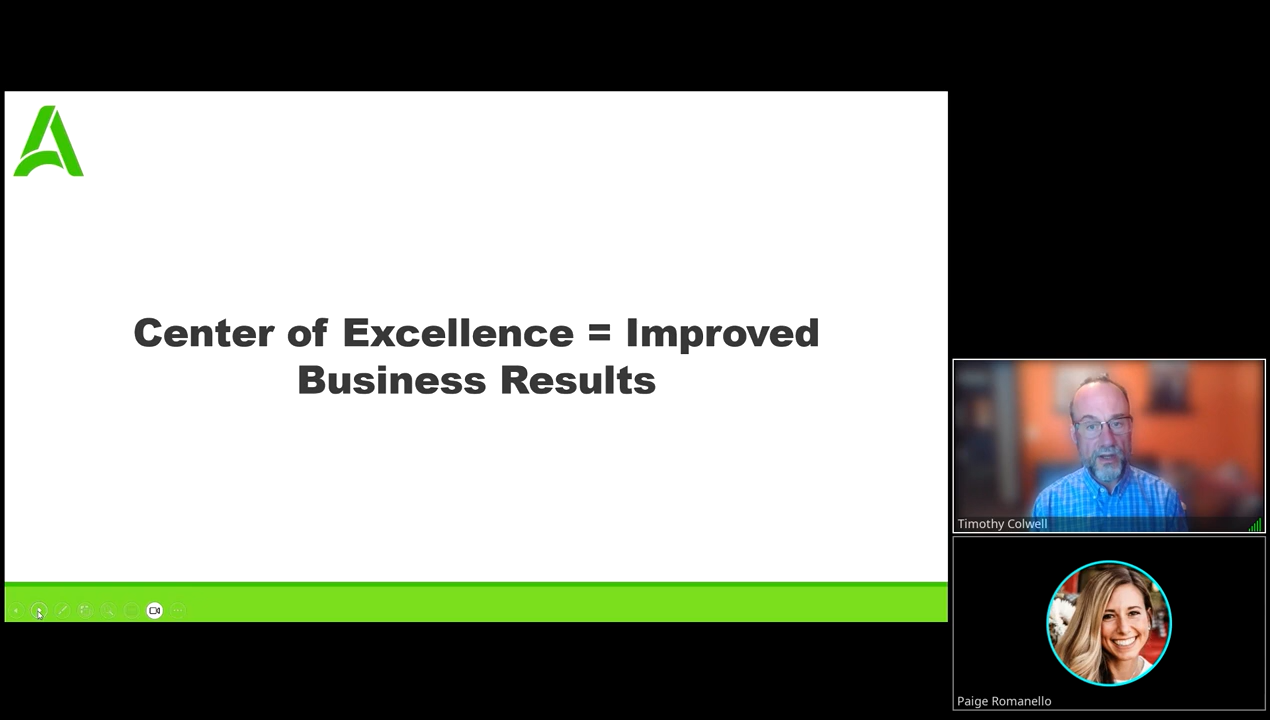 Center of Excellence = Improved
Business Results
Timothy Colwell
Paige Romanello